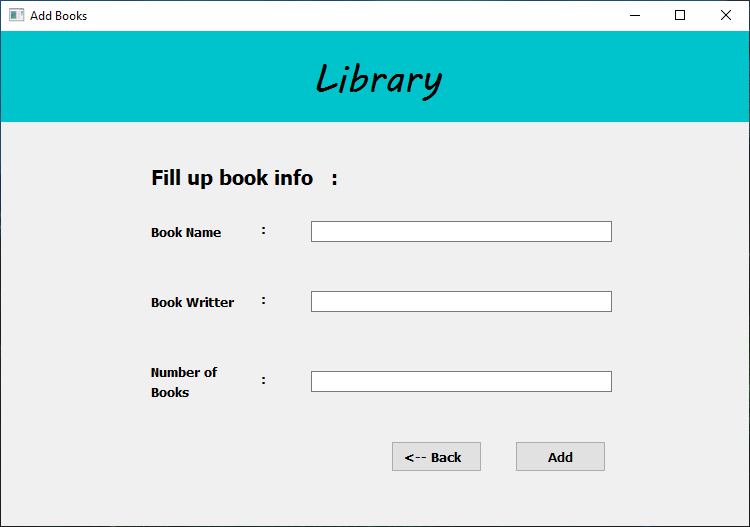 Add Books
Library
Fill up book info :
Book Name :
Book Writter :
Number of
Books :
<-- Back Add